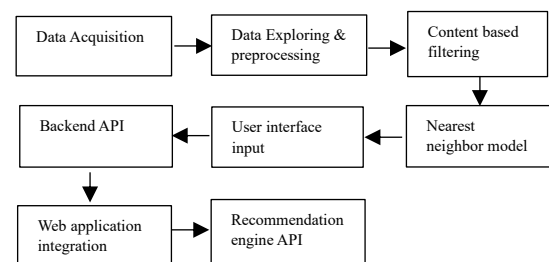 Data Acquisition
Data Exploring &
preprocessing
Content based
filtering
Backend API
User interface
input
Nearest
neighbor model
Web application
integration
Recommendation
engine API